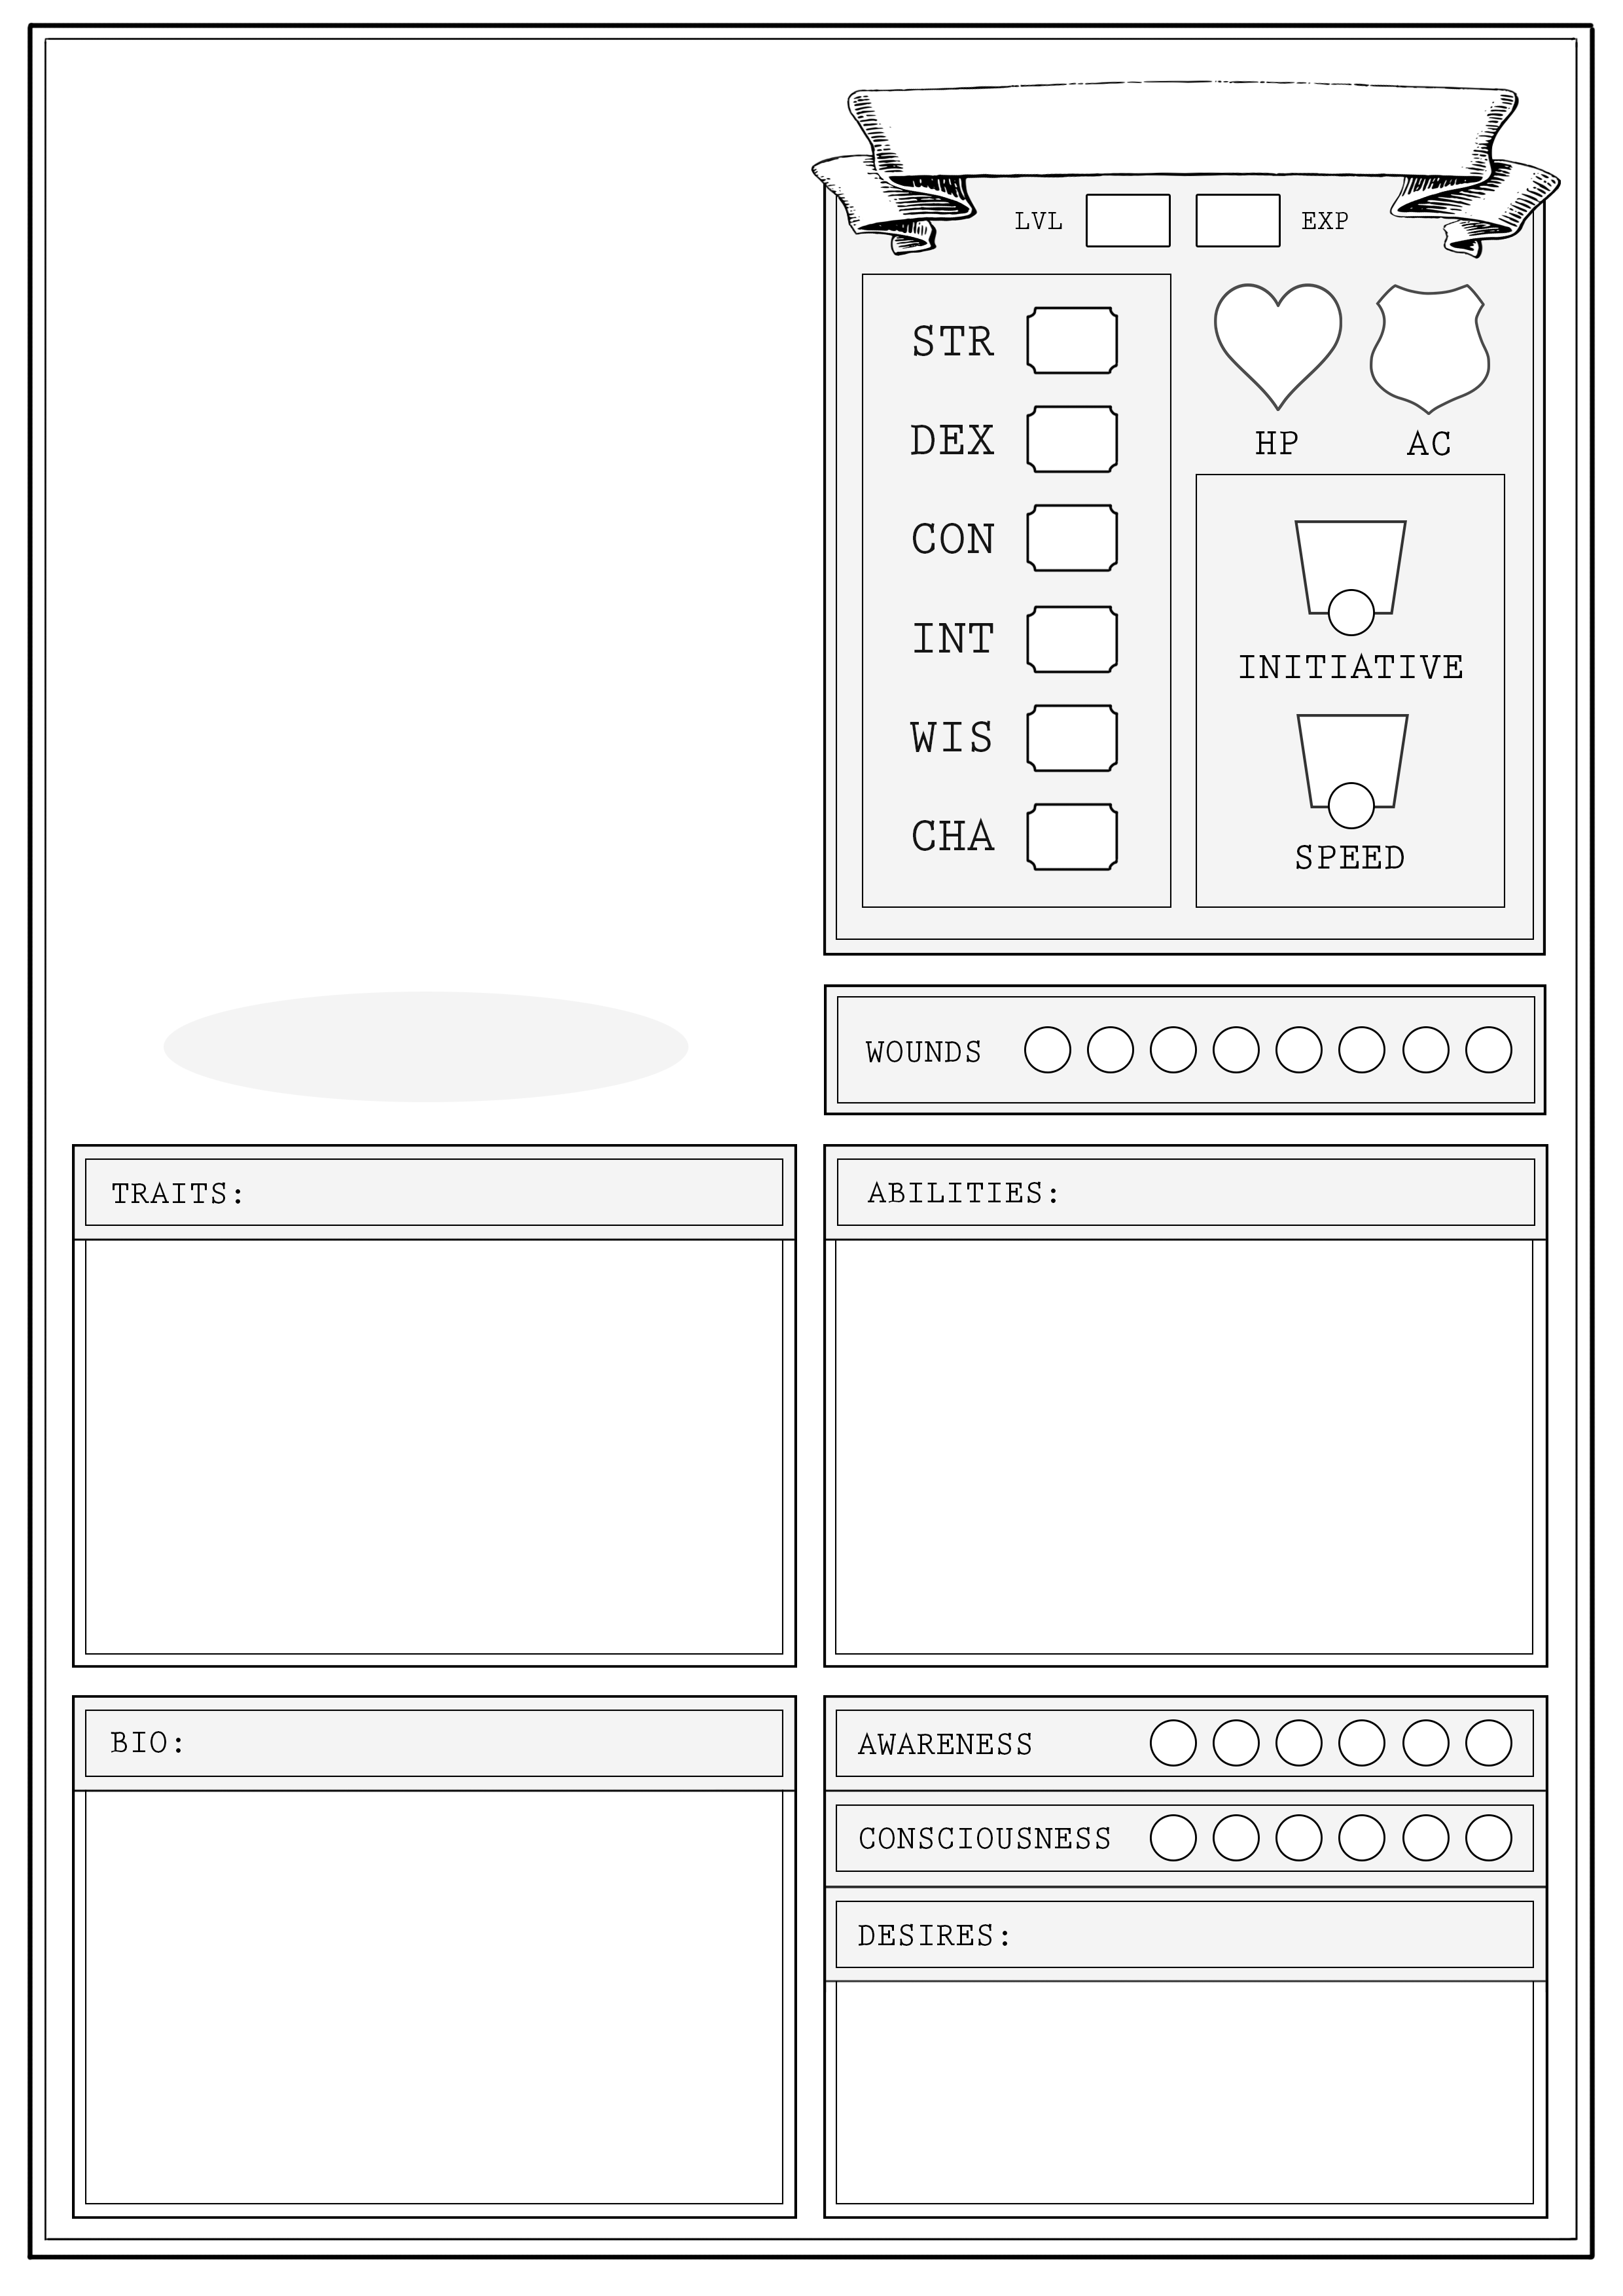 LVL EXP
STR
DEX
CON
INT
WIS
CHA
HP AC
INITIATIVE
SPEED
WOUNDS
TRAITS:
ABILITIES:
BIO:
AWARENESS
CONSCIOUSNESS
DESIRES: